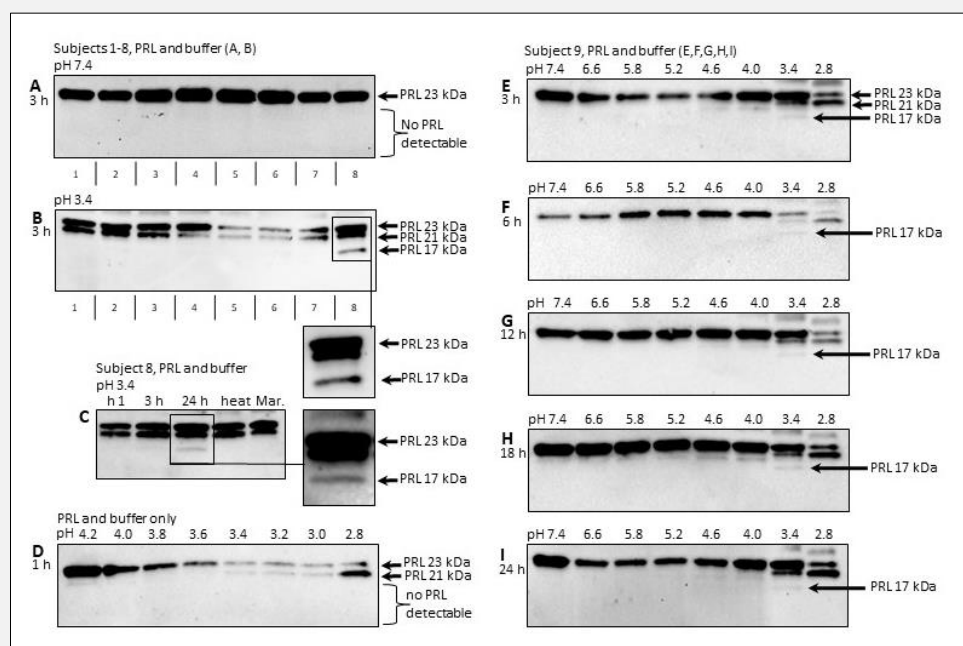 Subjects 1-8, PRL and buffer (A, B)
pH 7.4
A
3 h
PRL 23 kDa
No PRL
detectable
1 2 3 4 5 6 7 8
pH 3.4
B
3 h
PRL 23 kDa
PRL 21 kDa
PRL 17 kDa
1 2 3 4 5 6 7 8
PRL 23 kDa
PRL 17 kDa
Subject 8, PRL and buffer
pH 3.4
h 1 3 h 24 h heat Mar.
C
PRL 23 kDa
PRL 17 kDa
PRL and buffer only
pH 4.2 4.0 3.8 3.6 3.4 3.2 3.0 2.8
D
1 h
PRL 23 kDa
PRL 21 kDa
no PRL
detectable
Subject 9, PRL and buffer (E,F,G,H,I)
pH 7.4 6.6 5.8 5.2 4.6 4.0 3.4 2.8
E
3 h
PRL 23 kDa
PRL 21 kDa
PRL 17 kDa
pH 7.4 6.6 5.8 5.2 4.6 4.0 3.4 2.8
F
6 h
PRL 17 kDa
pH 7.4 6.6 5.8 5.2 4.6 4.0 3.4 2.8
G
12 h
PRL 17 kDa
pH 7.4 6.6 5.8 5.2 4.6 4.0 3.4 2.8
H
18 h
PRL 17 kDa
pH 7.4 6.6 5.8 5.2 4.6 4.0 3.4 2.8
I
24 h
PRL 17 kDa